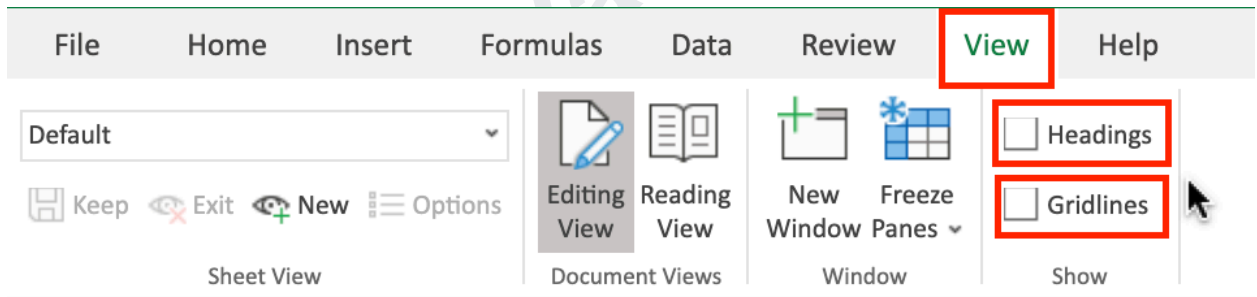 File Home Insert Formulas Data Review View Help
Default
Keep Exit New Options
Editing View
Reading View
New Window
Freeze Panes
Headings
Gridlines
Sheet View Document Views Window Show